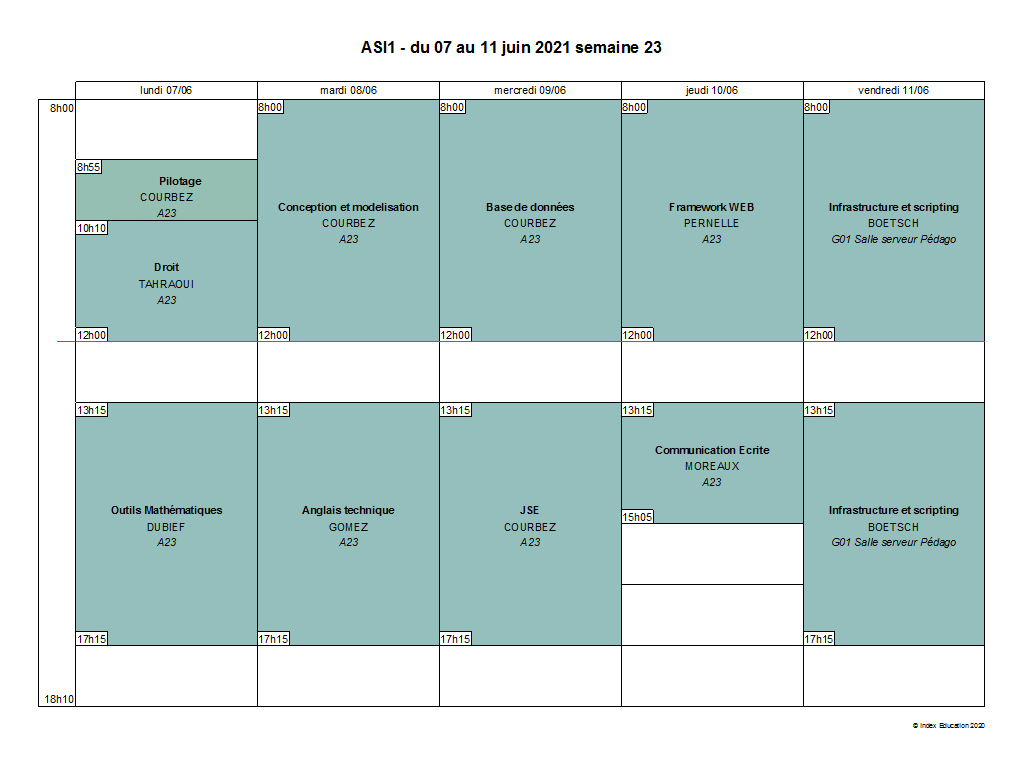 ASI1 - du 07 au 11 juin 2021 semaine 23
lundi 07/06
mardi 08/06
mercredi 09/06
jeudi 10/06
vendredi 11/06
8h00
8h00
8h00
8h00
8h00
8h55
Pilotage
COURBEZ
A23
10h10
Conception et modelisation
COURBEZ
A23
Base de données
COURBEZ
A23
Framework WEB
PERNELLE
A23
Infrastructure et scripting
BOETSCH
G01 Salle serveur Pédago
Droit
TAHRAOUI
A23
12h00
12h00
12h00
12h00
12h00
13h15
13h15
13h15
13h15
13h15
Communication Ecrite
MOREAUX
A23
15h05
Outils Mathématiques
DUBIEF
A23
Anglais technique
GOMEZ
A23
JSE
COURBEZ
A23
Infrastructure et scripting
BOETSCH
G01 Salle serveur Pédago
17h15
17h15
17h15
17h15
18h10
© Index Education 2020